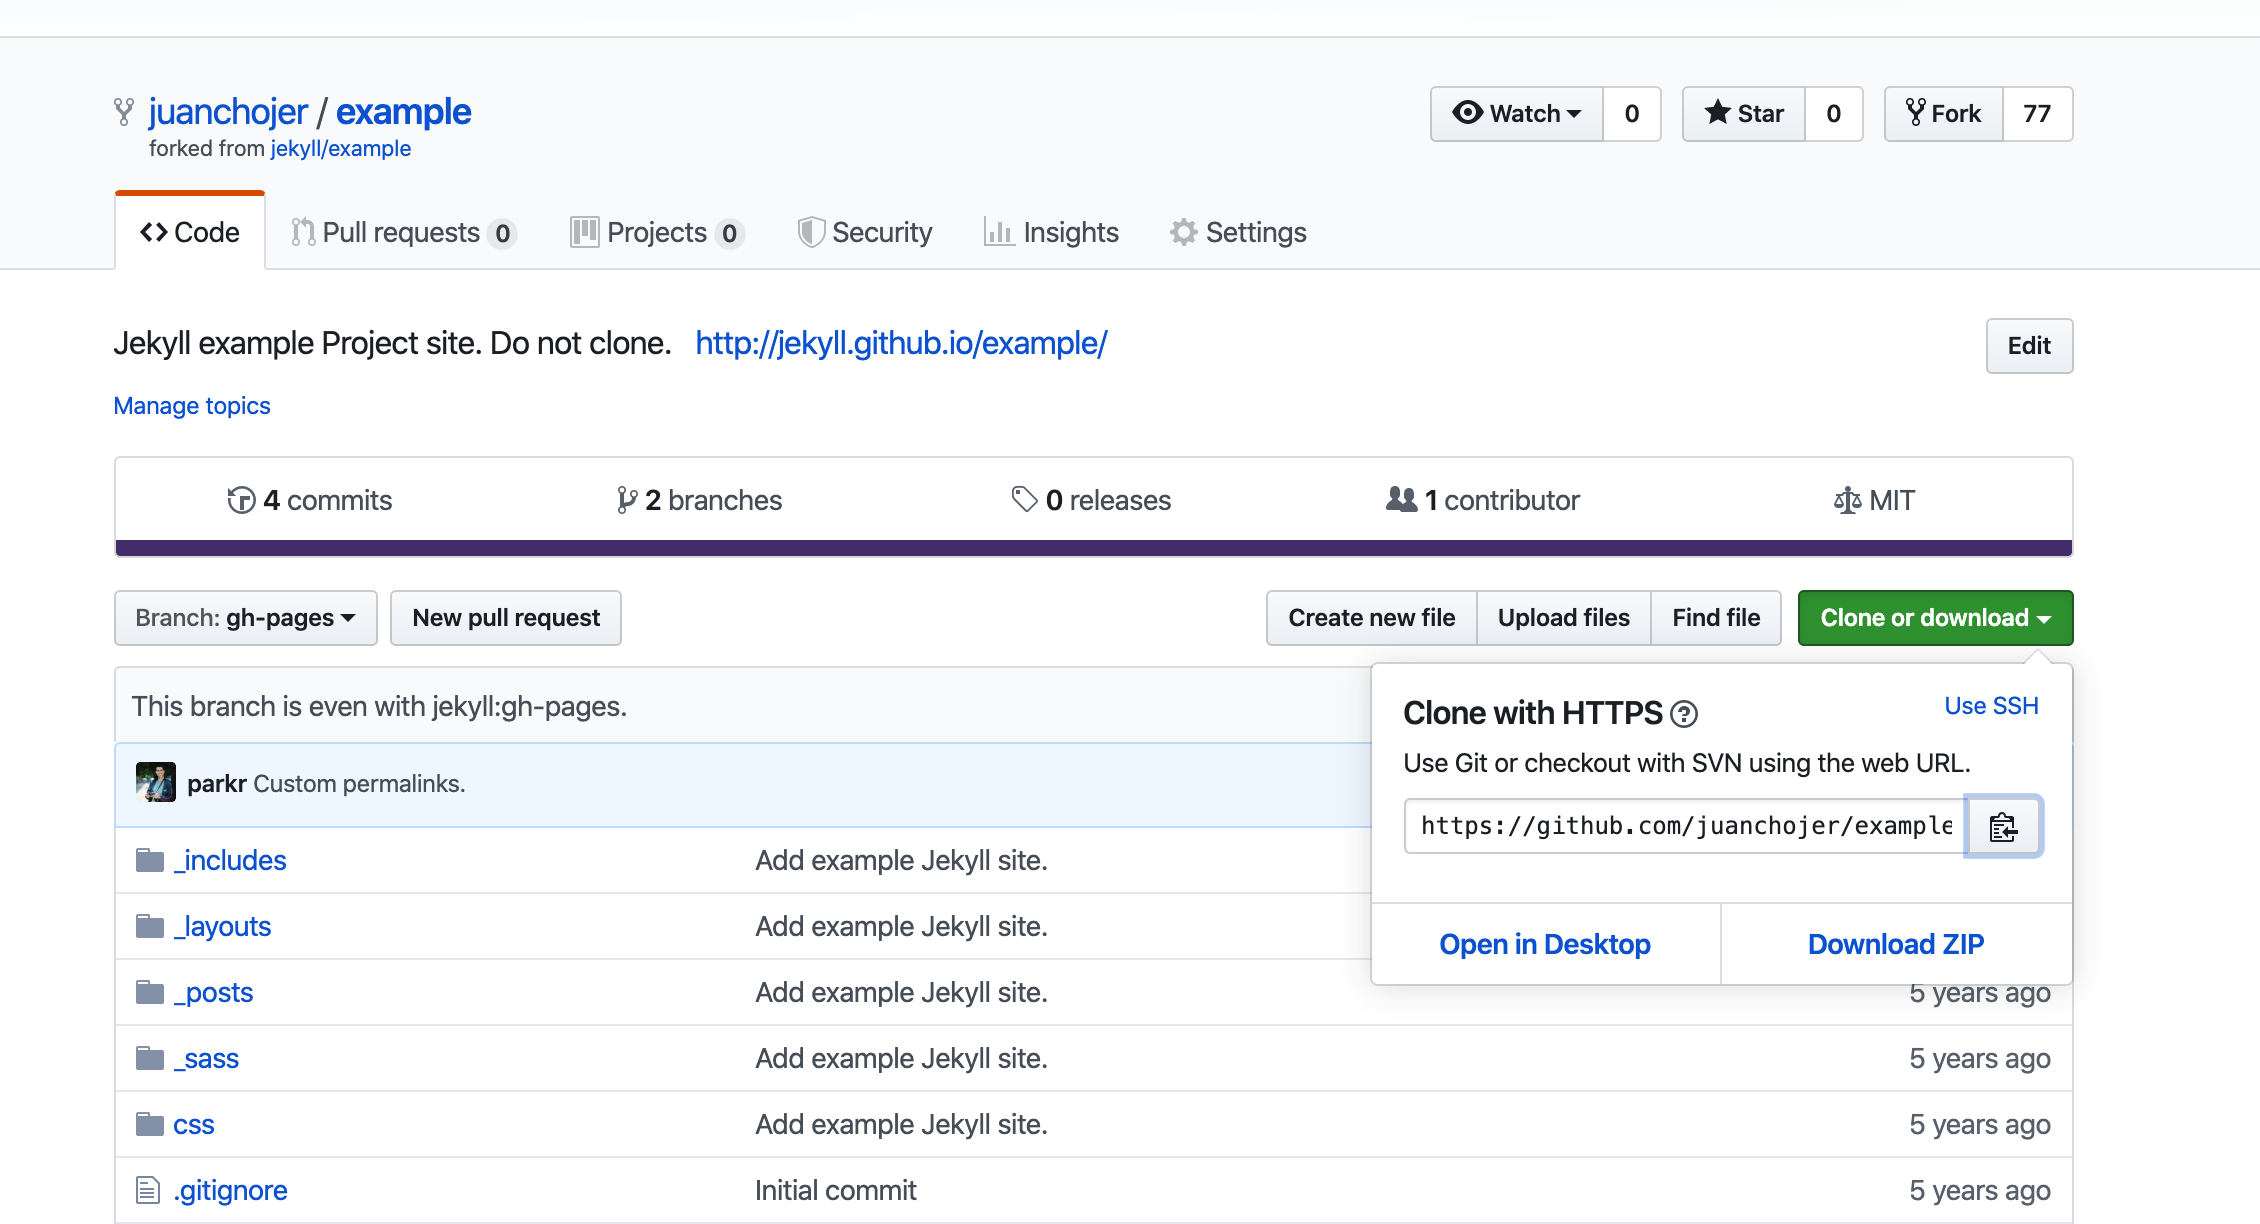 juanchojer / example
forked from jekyll/example
Watch 0
Star 0
Fork 77
Code
Pull requests 0
Projects 0
Security
Insights
Settings
Jekyll example Project site. Do not clone. http://jekyll.github.io/example/
Edit
Manage topics
4 commits
2 branches
0 releases
1 contributor
MIT
Branch: gh-pages
New pull request
Create new file
Upload files
Find file
Clone or download
This branch is even with jekyll:gh-pages.
Clone with HTTPS ?
Use SSH
Use Git or checkout with SVN using the web URL.
https://github.com/juanchojer/example
Open in Desktop
Download ZIP
parkr Custom permalinks.
_includes Add example Jekyll site.
_layouts Add example Jekyll site.
_posts Add example Jekyll site. 5 years ago
_sass Add example Jekyll site. 5 years ago
css Add example Jekyll site. 5 years ago
.gitignore Initial commit 5 years ago